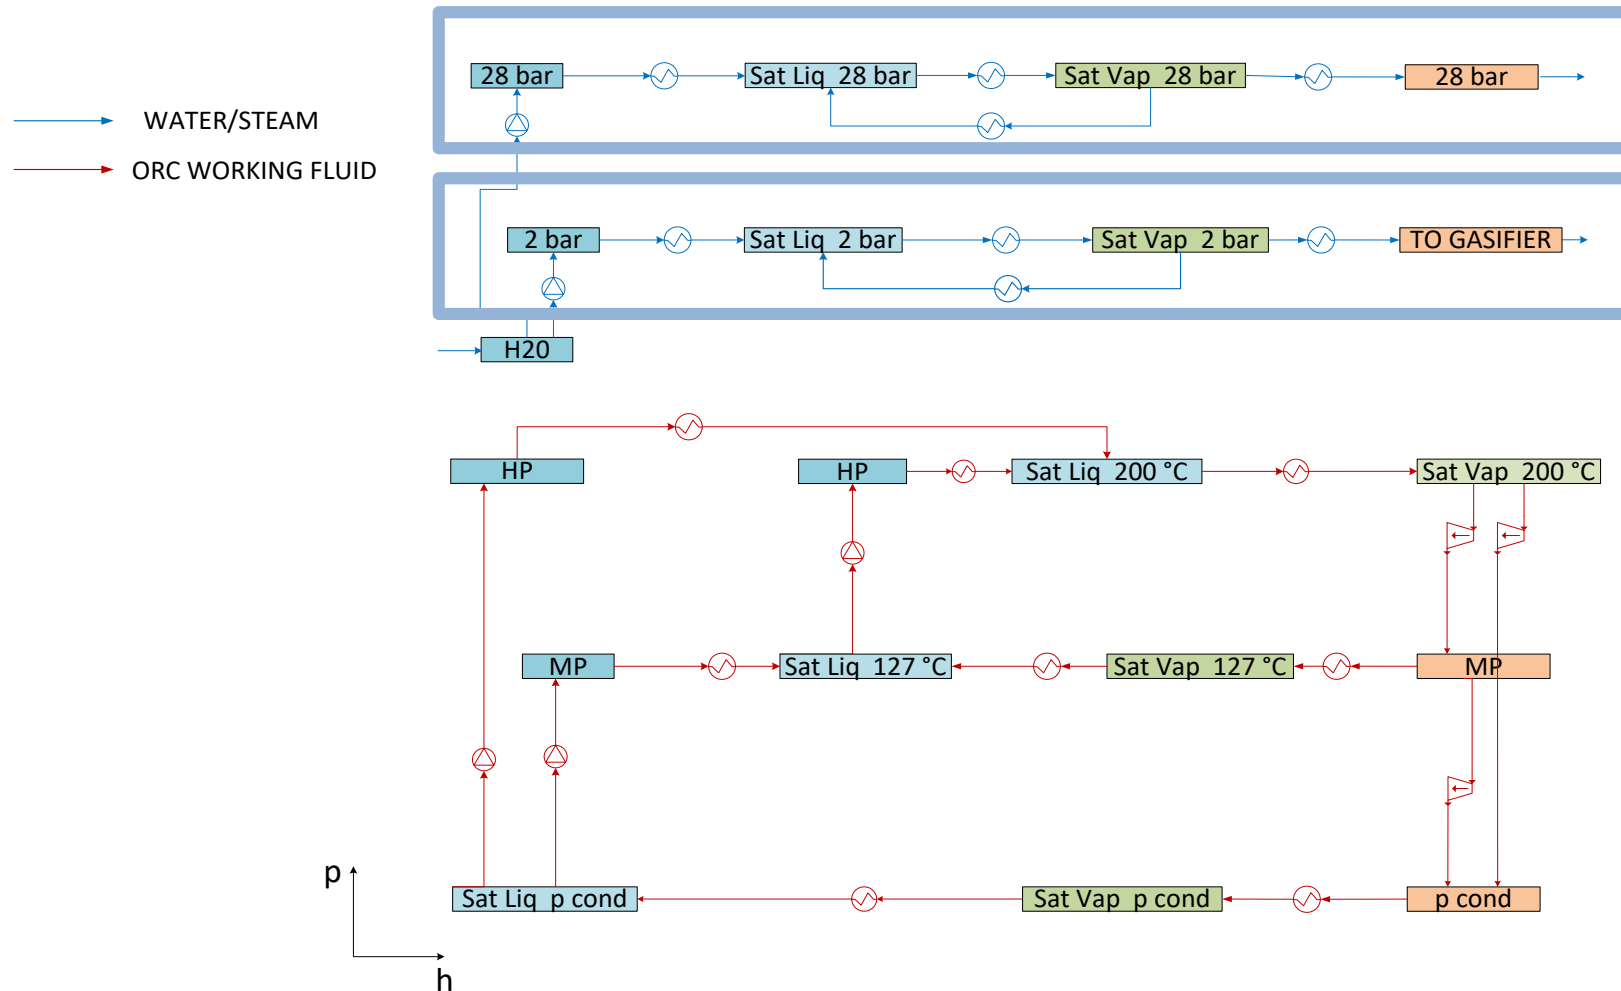 28 bar
Sat Liq 28 bar
Sat Vap 28 bar
28 bar
WATER/STEAM
ORC WORKING FLUID
2 bar
Sat Liq 2 bar
Sat Vap 2 bar
TO GASIFIER
H20
HP
HP
Sat Liq 200 °C
Sat Vap 200 °C
MP
Sat Liq 127 °C
Sat Vap 127 °C
MP
p
Sat Liq p cond
Sat Vap p cond
p cond
h